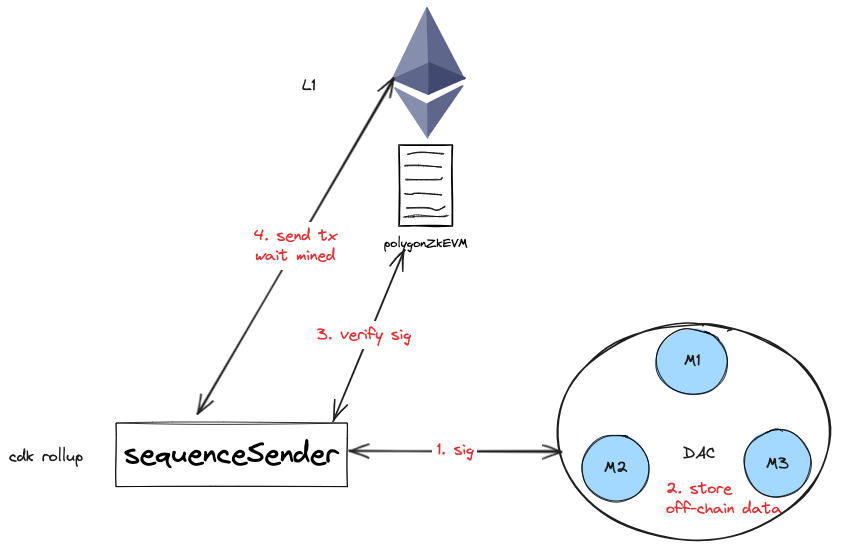 L1
polygonZkEVM
4. send tx
wait mined
3. verify sig
M1
cdk rollup
sequenceSender
1. sig
DAC
M2
M3
2. store
off-chain data